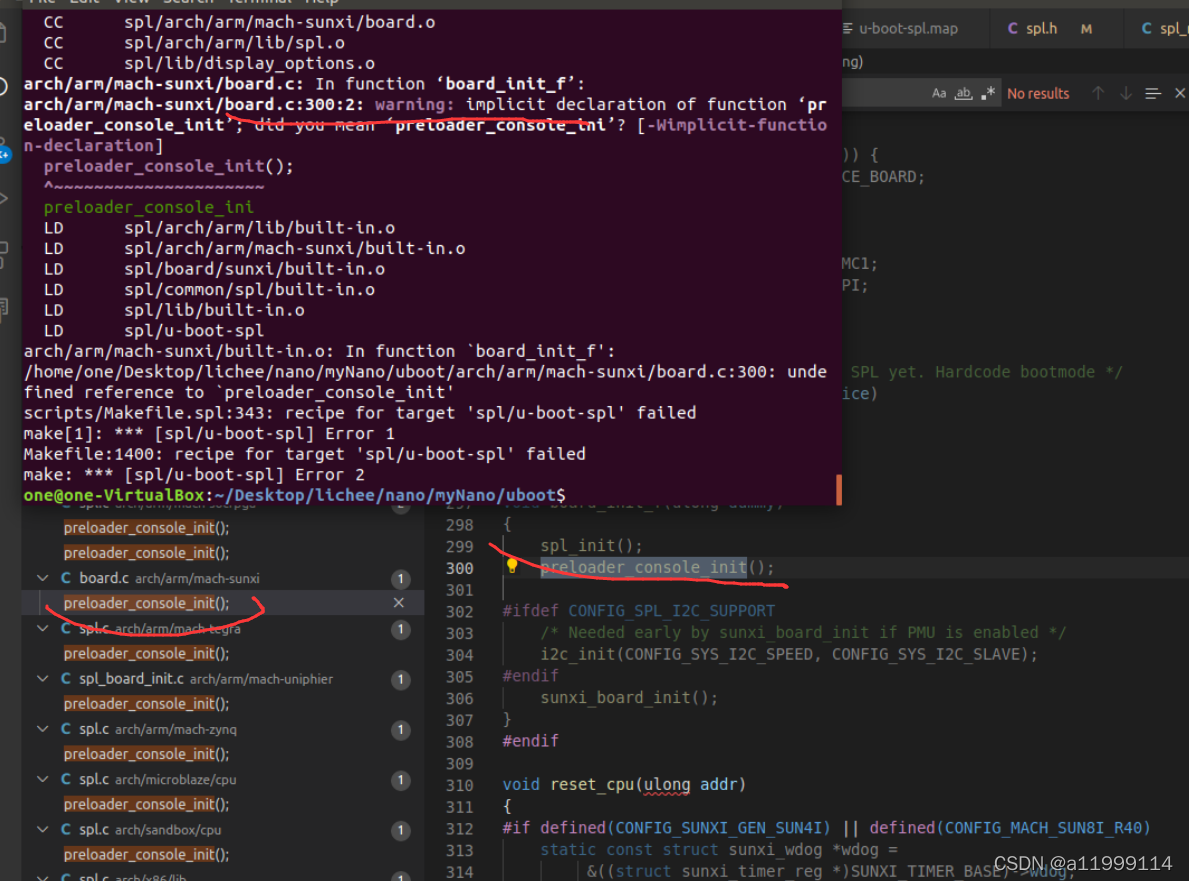 File Edit View Search Terminal Help
CC spl/arch/arm/mach-sunxi/board.o
CC spl/arch/arm/lib/spl.o
CC spl/lib/display_options.o
arch/arm/mach-sunxi/board.c: In function ‘board_init_f’:
arch/arm/mach-sunxi/board.c:300:2: warning: implicit declaration of function ‘pr
eloader_console_init’; did you mean ‘preloader_console_ini’? [-Wimplicit-functio
n-declaration]
preloader_console_init();
^~~~~~~~~~~~~~~~~~~~~~
preloader_console_ini
LD spl/arch/arm/lib/built-in.o
LD spl/arch/arm/mach-sunxi/built-in.o
LD spl/board/sunxi/built-in.o
LD spl/common/spl/built-in.o
LD spl/lib/built-in.o
LD spl/u-boot-spl
arch/arm/mach-sunxi/built-in.o: In function `board_init_f':
/home/one/Desktop/lichee/nano/myNano/uboot/arch/arm/mach-sunxi/board.c:300: unde
fined reference to `preloader_console_init'
scripts/Makefile.spl:343: recipe for target 'spl/u-boot-spl' failed
make[1]: *** [spl/u-boot-spl] Error 1
Makefile:1400: recipe for target 'spl/u-boot-spl' failed
make: *** [spl/u-boot-spl] Error 2
one@one-VirtualBox:~/Desktop/lichee/nano/myNano/uboot$
u-boot-spl.map C spl.h M C spl_
ng)
Aa ab .* No results
)) {
CE_BOARD;
MC1;
PI;
SPL yet. Hardcode bootmode */
ice)
preloader_console_init();
preloader_console_init();
C board.c arch/arm/mach-sunxi 1
preloader_console_init();
C spl.c arch/arm/mach-tegra 1
preloader_console_init();
C spl_board_init.c arch/arm/mach-uniphier 1
preloader_console_init();
C spl.c arch/arm/mach-zynq 1
preloader_console_init();
C spl.c arch/microblaze/cpu 1
preloader_console_init();
C spl.c arch/sandbox/cpu 1
preloader_console_init();
C spl.c arch/x86/lib 1
297 void board_init_f(ulong dummy)
298 {
299 spl_init();
300 preloader_console_init();
301
302 #ifdef CONFIG_SPL_I2C_SUPPORT
303 /* Needed early by sunxi_board_init if PMU is enabled */
304 i2c_init(CONFIG_SYS_I2C_SPEED, CONFIG_SYS_I2C_SLAVE);
305 #endif
306 sunxi_board_init();
307 }
308 #endif
309
310 void reset_cpu(ulong addr)
311 {
312 #if defined(CONFIG_SUNXI_GEN_SUN4I) || defined(CONFIG_MACH_SUN8I_R40)
313 static const struct sunxi_wdog *wdog =
314 &((struct sunxi_timer_reg *)SUNXI_TIMER_BASE)->wdog;
CSDN @a11999114